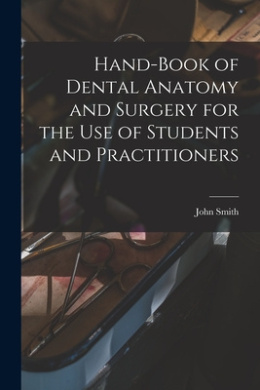 Hand-Book of
Dental Anatomy
and Surgery for
the Use of Students
and Practitioners
John Smith